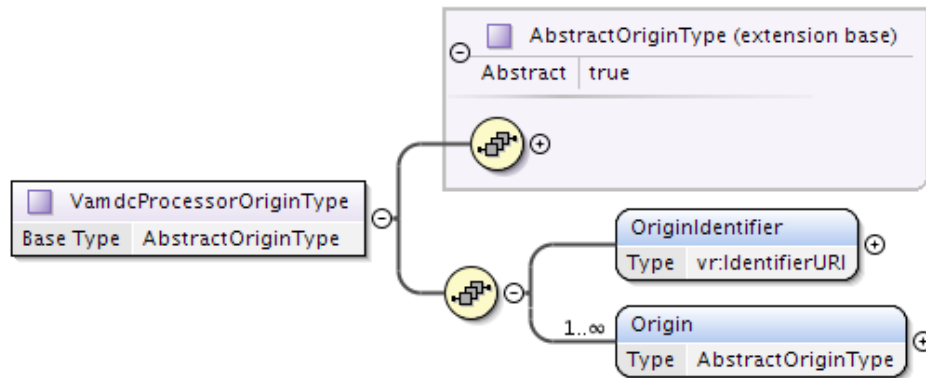 AbstractOriginType (extension base)
Abstract true
VamdcProcessorOriginType
Base Type AbstractOriginType
OriginIdentifier
Type vr:IdentifierURI
1..∞
Origin
Type AbstractOriginType